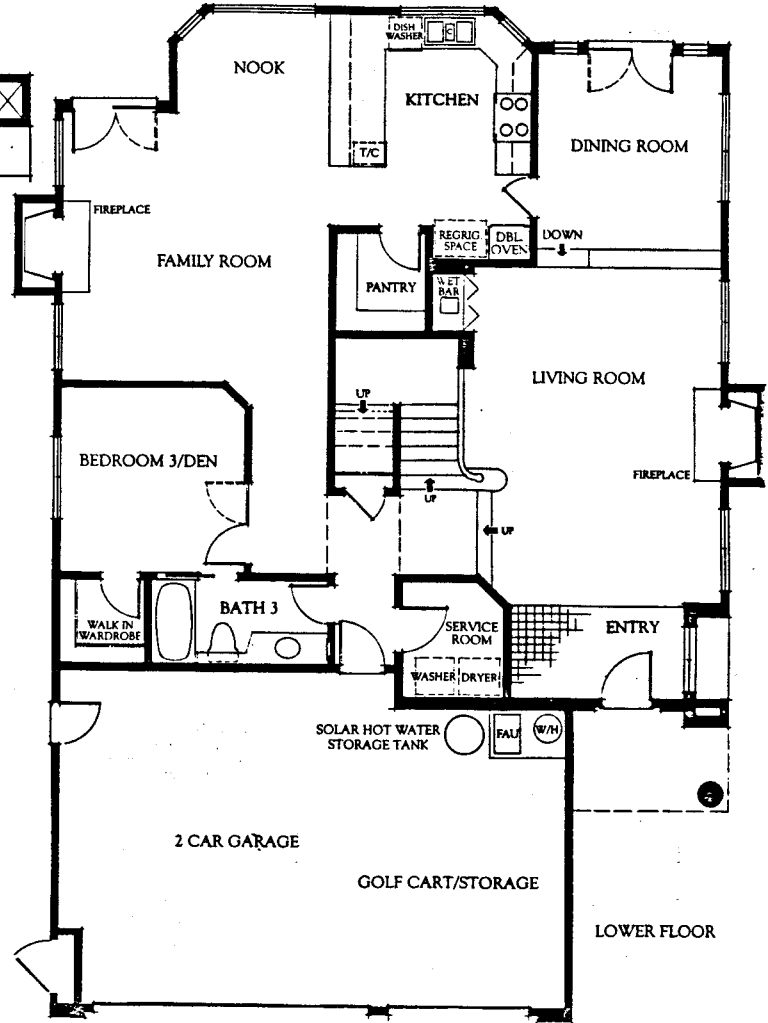 DISH
WASHER
NOOK
KITCHEN
T/C
DINING ROOM
FIREPLACE
REGRIG.
SPACE
DBL.
OVEN
DOWN
FAMILY ROOM
PANTRY
WET
BAR
LIVING ROOM
UP
BEDROOM 3/DEN
FIREPLACE
UP
UP
BATH 3
WALK IN
WARDROBE
SERVICE
ROOM
ENTRY
WASHER
DRYER
SOLAR HOT WATER
STORAGE TANK
FAU
W/H
2 CAR GARAGE
GOLF CART/STORAGE
LOWER FLOOR